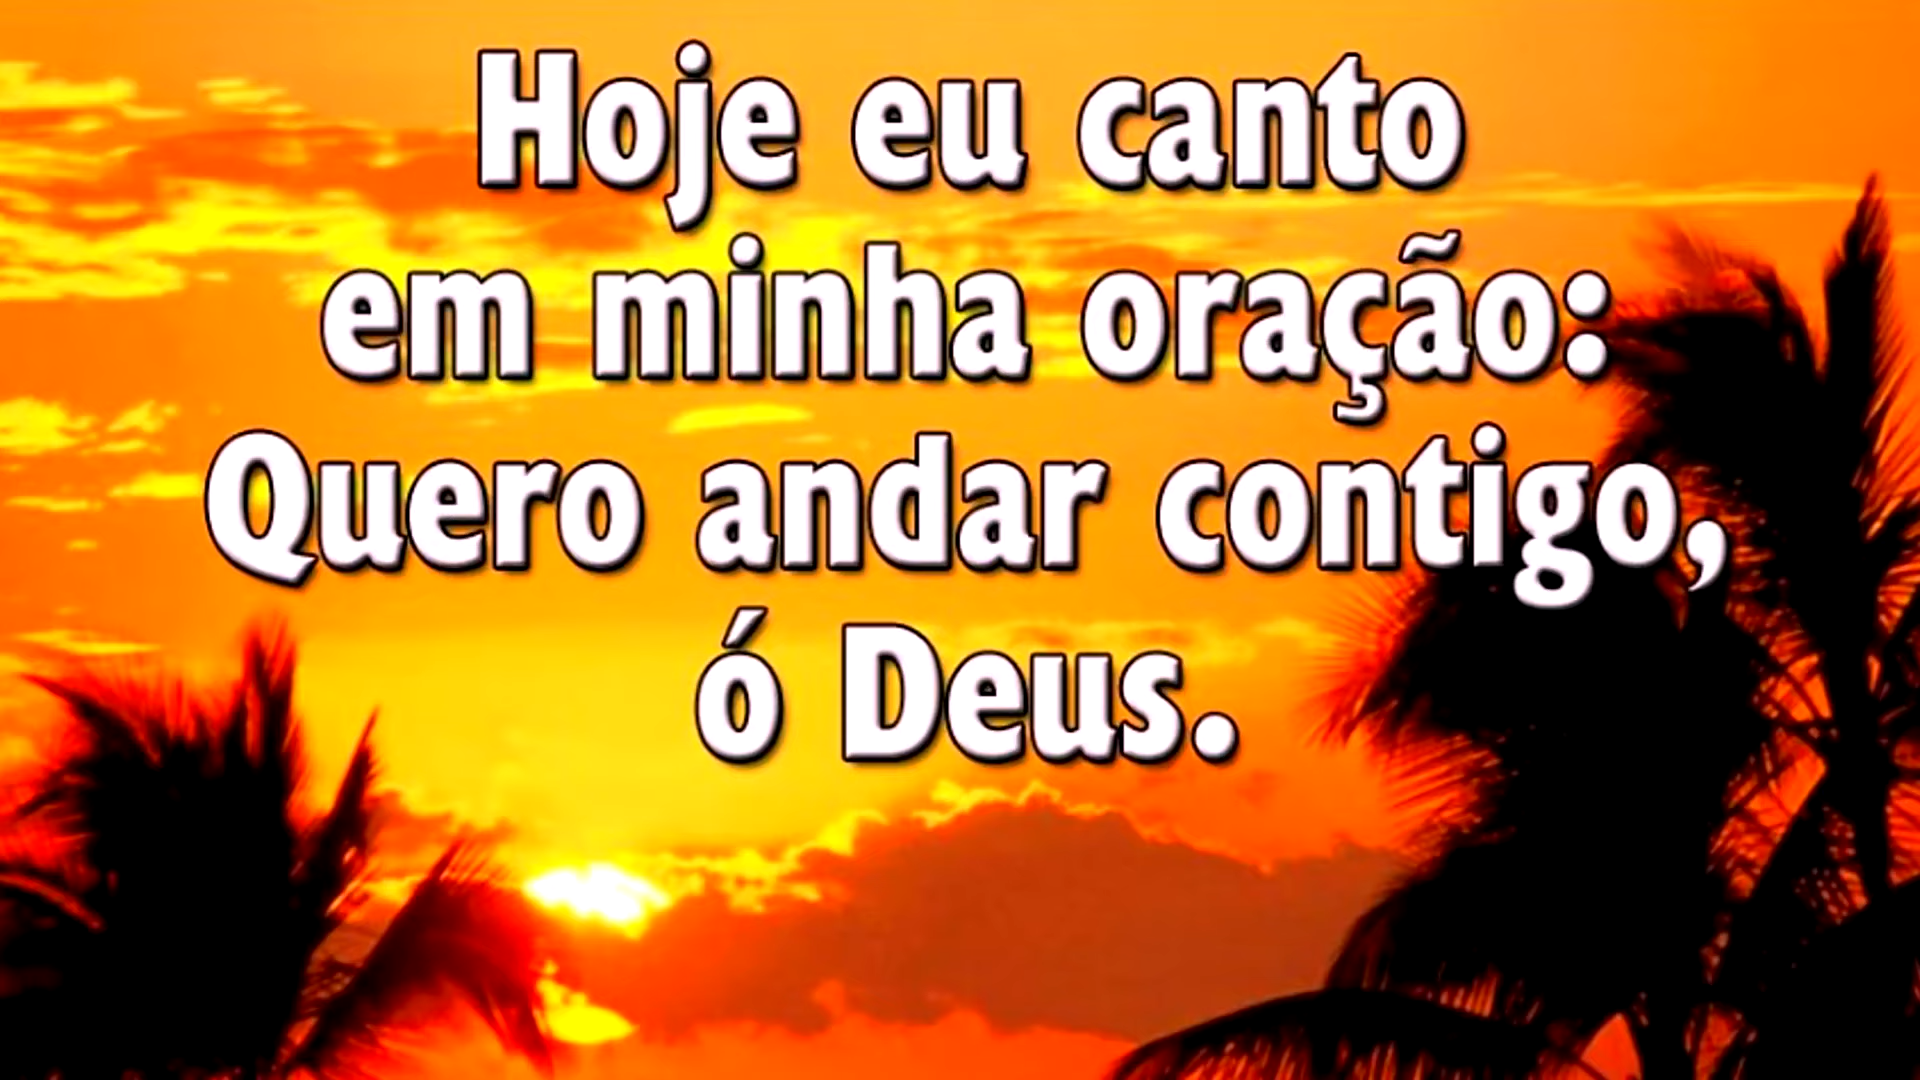 Hoje eu canto
em minha oração:
Quero andar contigo,
ó Deus.